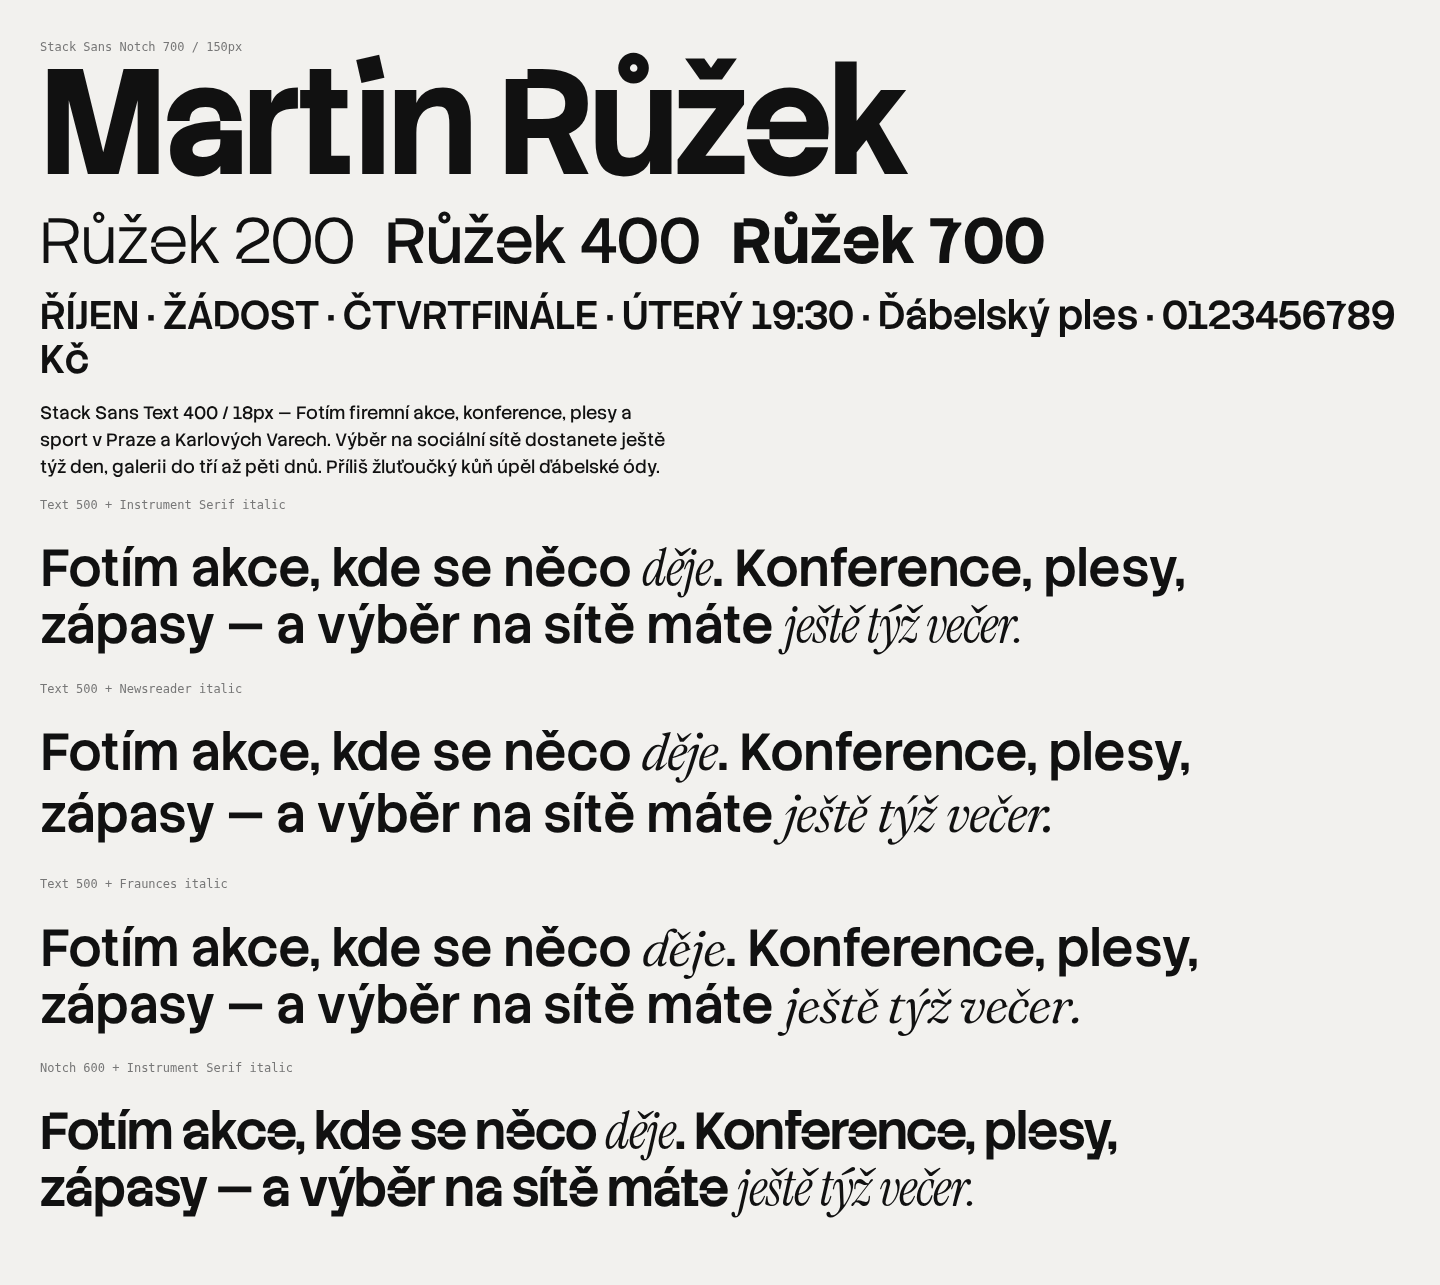 Stack Sans Notch 700 / 150px
Martin Růžek
Růžek 200 Růžek 400 Růžek 700
ŘÍJEN · ŽÁDOST · ČTVRTFINÁLE · ÚTERÝ 19:30 · Ďábelský ples · 0123456789
Kč
Stack Sans Text 400 / 18px — Fotím firemní akce, konference, plesy a
sport v Praze a Karlových Varech. Výběr na sociální sítě dostanete ještě
týž den, galerii do tří až pěti dnů. Příliš žluťoučký kůň úpěl ďábelské ódy.
Text 500 + Instrument Serif italic
Fotím akce, kde se něco děje. Konference, plesy,
zápasy — a výběr na sítě máte ještě týž večer.
Text 500 + Newsreader italic
Fotím akce, kde se něco děje. Konference, plesy,
zápasy — a výběr na sítě máte ještě týž večer.
Text 500 + Fraunces italic
Fotím akce, kde se něco děje. Konference, plesy,
zápasy — a výběr na sítě máte ještě týž večer.
Notch 600 + Instrument Serif italic
Fotím akce, kde se něco děje. Konference, plesy,
zápasy — a výběr na sítě máte ještě týž večer.